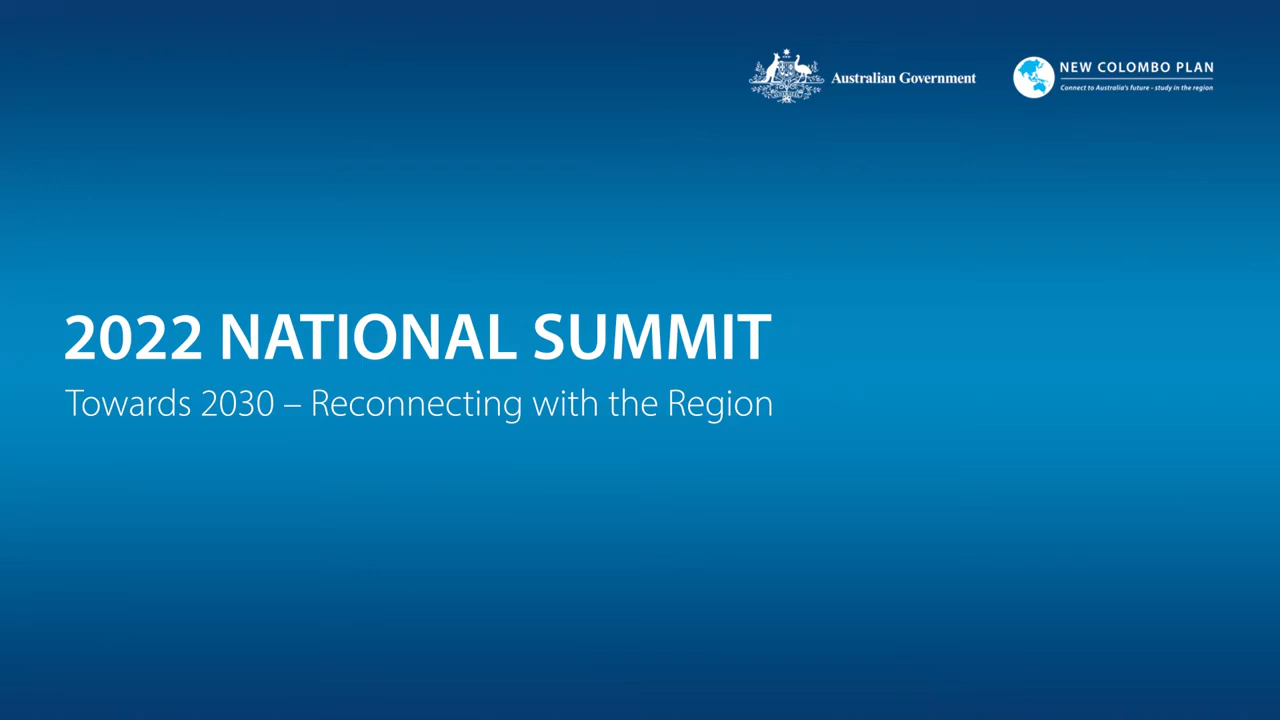 Australian Government
NEW COLOMBO PLAN
Connect to Australia's future - study in the region
2022 NATIONAL SUMMIT
Towards 2030 – Reconnecting with the Region